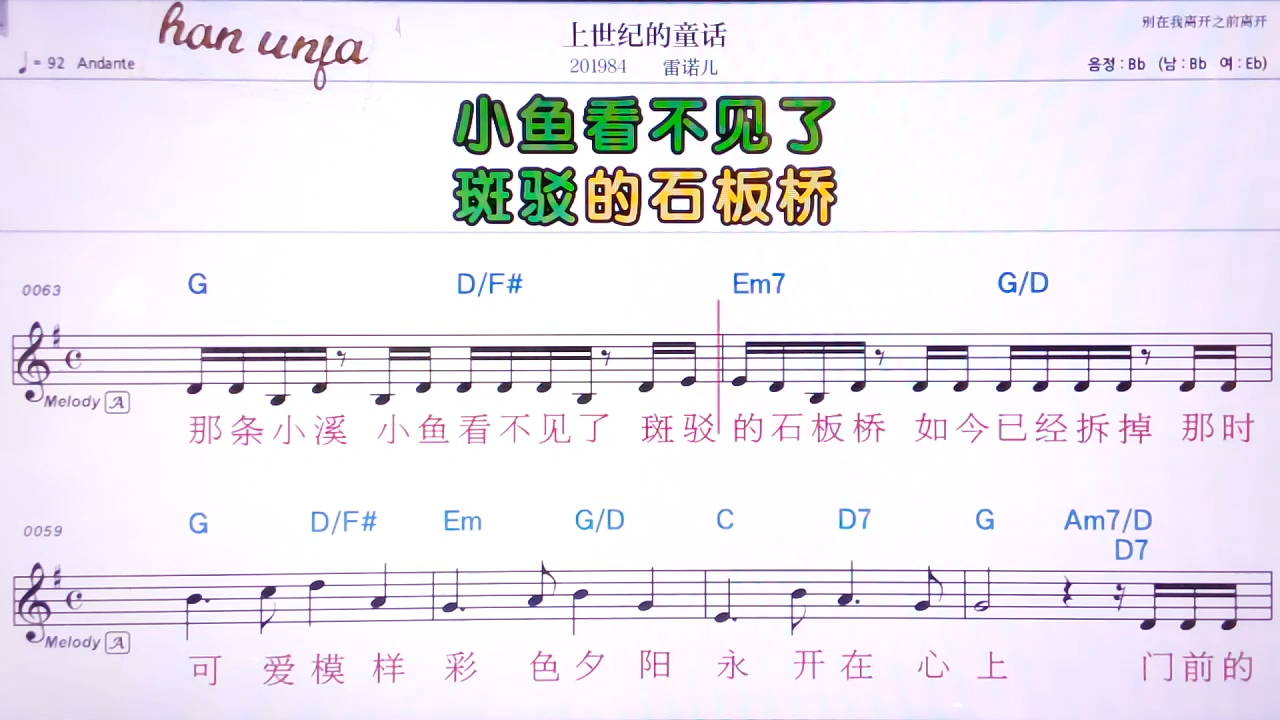 han unfa
上世纪的童话
别在我离开之前离开
♩= 92 Andante
201984 雷诺儿
음정 : Bb (남 : Bb 여 : Eb)
小鱼看不见了
斑驳的石板桥
0063
G D/F# Em7 G/D
Melody A
那条小溪 小鱼看不见了 斑驳的石板桥 如今已经拆掉 那时
0059
G D/F# Em G/D C D7 G Am7/D
D7
Melody A
可爱模样彩色夕阳永开在心上 门前的